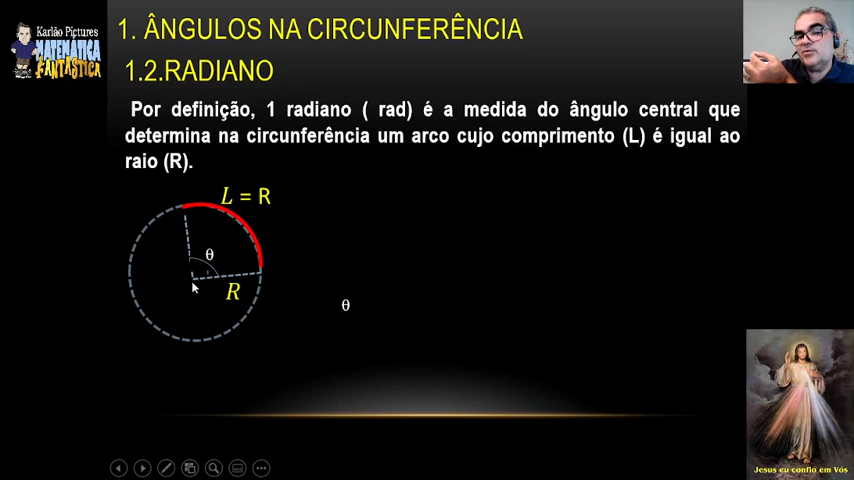 Karlão Pictures
MATEMÁTICA
FANTÁSTICA
1. ÂNGULOS NA CIRCUNFERÊNCIA
1.2.RADIANO
Por definição, 1 radiano ( rad) é a medida do ângulo central que
determina na circunferência um arco cujo comprimento (L) é igual ao
raio (R).
L = R
θ
R
θ
Jesus eu confio em Vós